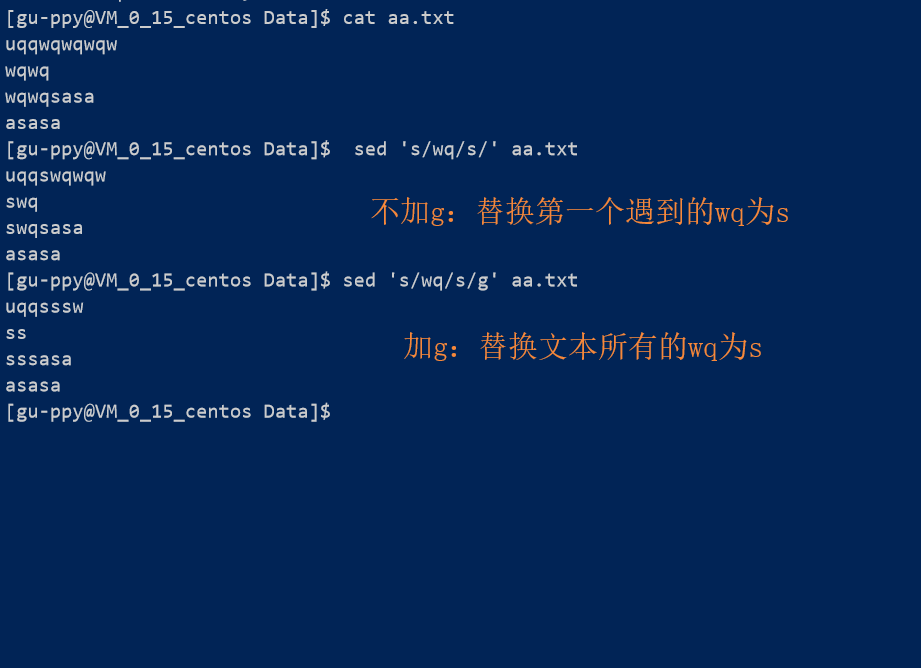 [gu-ppy@VM_0_15_centos Data]$ cat aa.txt
uqqwqwqwqw
wqwq
wqwqsasa
asasa
[gu-ppy@VM_0_15_centos Data]$  sed 's/wq/s/' aa.txt
uqqswqwqw
swq
不加g：替换第一个遇到的wq为s
swqsasa
asasa
[gu-ppy@VM_0_15_centos Data]$ sed 's/wq/s/g' aa.txt
uqqsssw
ss
加g：替换文本所有的wq为s
sssasa
asasa
[gu-ppy@VM_0_15_centos Data]$